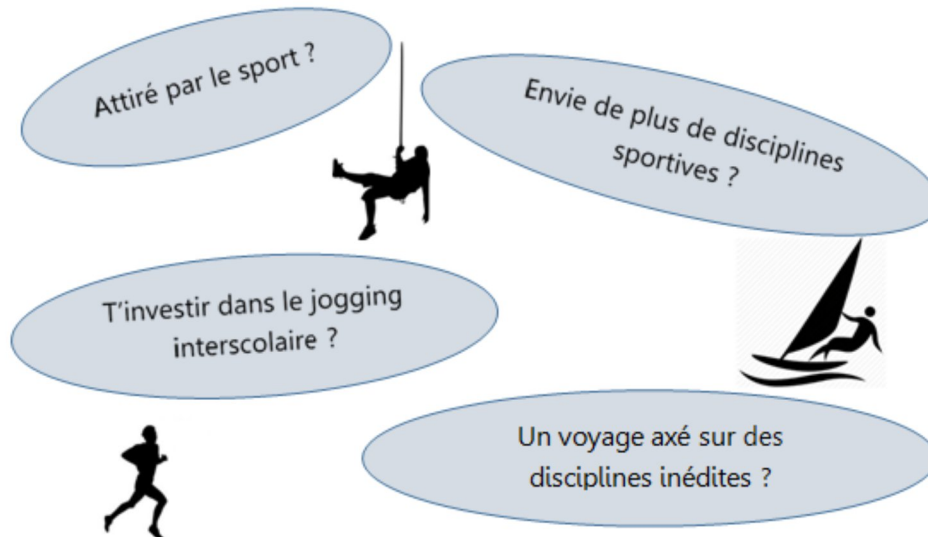 Attiré par le sport ?
Envie de plus de disciplines
sportives ?
T'investir dans le jogging
interscolaire ?
Un voyage axé sur des
disciplines inédites ?